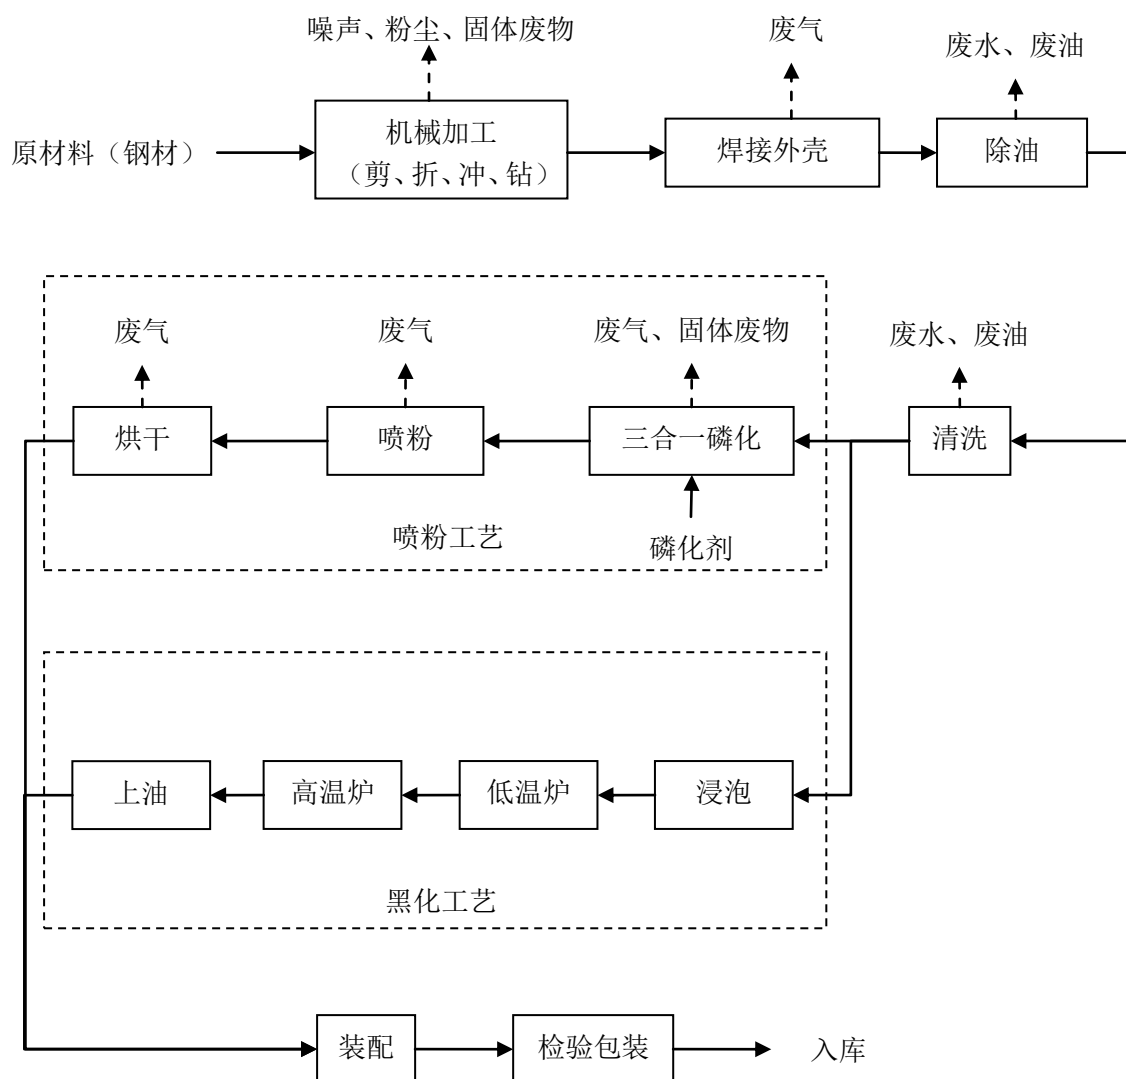 噪声、粉尘、固体废物
废气
废水、废油
原材料（钢材）
机械加工
（剪、折、冲、钻）
焊接外壳
除油
废气
废气
废气、固体废物
废水、废油
烘干
喷粉
三合一磷化
清洗
喷粉工艺
磷化剂
上油
高温炉
低温炉
浸泡
黑化工艺
装配
检验包装
入库